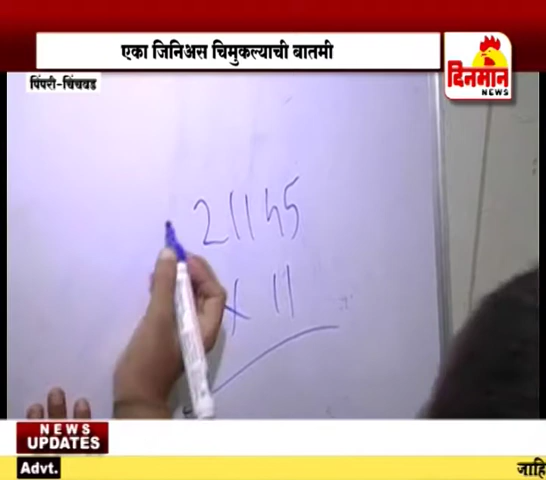 एका जिनिअस चिमुकल्याची बातमी
दिनमान
NEWS
पिंपरी-चिंचवड
21145
x 11
NEWS
UPDATES
Advt.
जाहि